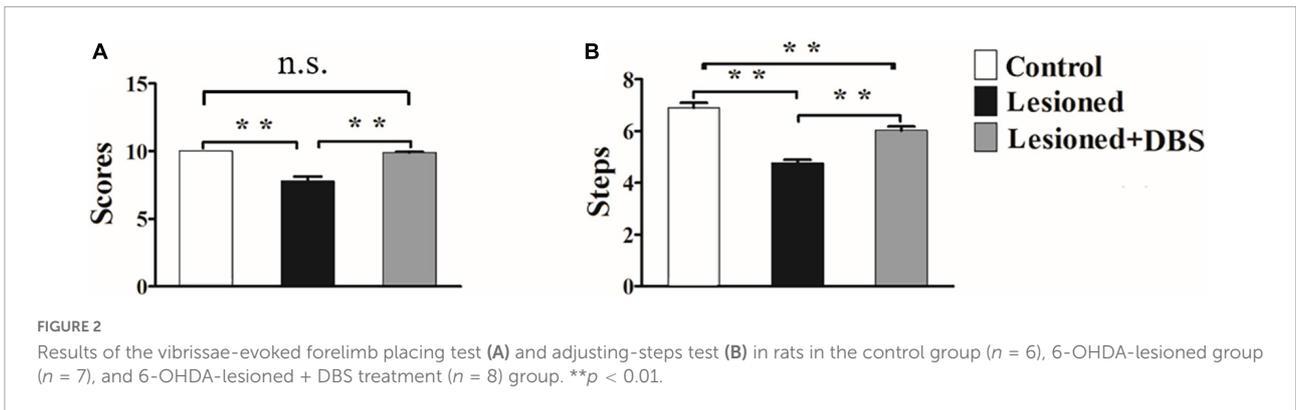 A
n.s.
* *
* *
15
10
5
0
Scores
B
* *
* *
* *
8
6
4
2
0
Steps
Control
Lesioned
Lesioned+DBS
FIGURE 2
Results of the vibrissae-evoked forelimb placing test (A) and adjusting-steps test (B) in rats in the control group (n = 6), 6-OHDA-lesioned group
(n = 7), and 6-OHDA-lesioned + DBS treatment (n = 8) group. **p < 0.01.